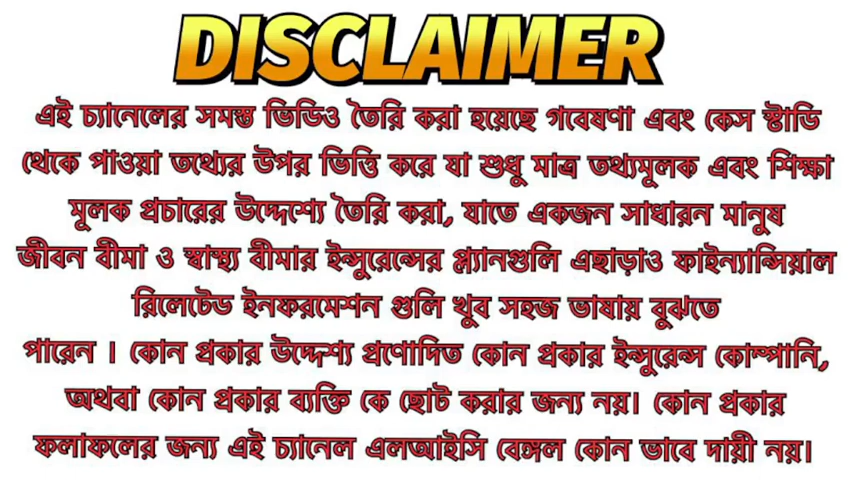 DISCLAIMER
এই চ্যানেলের সমস্ত ভিডিও তৈরি করা হয়েছে গবেষণা এবং কেস স্টাডি
থেকে পাওয়া তথ্যের উপর ভিত্তি করে যা শুধু মাত্র তথ্যমূলক এবং শিক্ষা
মূলক প্রচারের উদ্দেশ্যে তৈরি করা, যাতে একজন সাধারন মানুষ
জীবন বীমা ও স্বাস্থ্য বীমার ইন্সুরেন্সের প্ল্যানগুলি এছাড়াও ফাইন্যান্সিয়াল
রিলেটেড ইনফরমেশন গুলি খুব সহজ ভাষায় বুঝতে
পারেন । কোন প্রকার উদ্দেশ্য প্রণোদিত কোন প্রকার ইন্সুরেন্স কোম্পানি,
অথবা কোন প্রকার ব্যক্তি কে ছোট করার জন্য নয়। কোন প্রকার
ফলাফলের জন্য এই চ্যানেল এলআইসি বেঙ্গল কোন ভাবে দায়ী নয়।